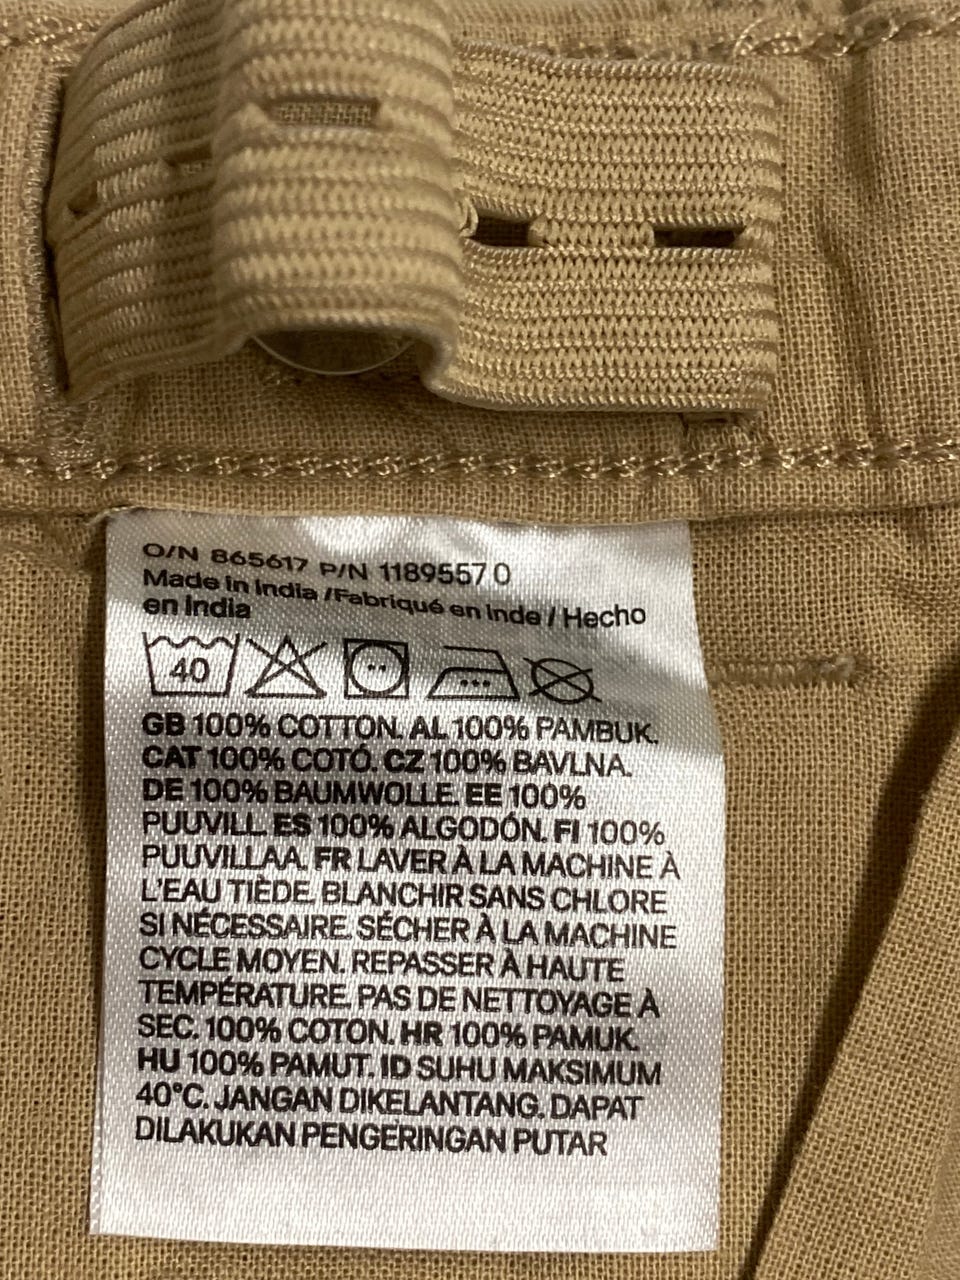 O/N 865617 P/N 1189557 0
Made in India /Fabriqué en Inde / Hecho
en India
40
GB 100% COTTON. AL 100% PAMBUK.
CAT 100% COTÓ. CZ 100% BAVLNA.
DE 100% BAUMWOLLE. EE 100%
PUUVILL. ES 100% ALGODÓN. FI 100%
PUUVILLAA. FR LAVER À LA MACHINE À
L'EAU TIÈDE. BLANCHIR SANS CHLORE
SI NÉCESSAIRE. SÉCHER À LA MACHINE
CYCLE MOYEN. REPASSER À HAUTE
TEMPÉRATURE. PAS DE NETTOYAGE À
SEC. 100% COTON. HR 100% PAMUK.
HU 100% PAMUT. ID SUHU MAKSIMUM
40°C. JANGAN DIKELANTANG. DAPAT
DILAKUKAN PENGERINGAN PUTAR